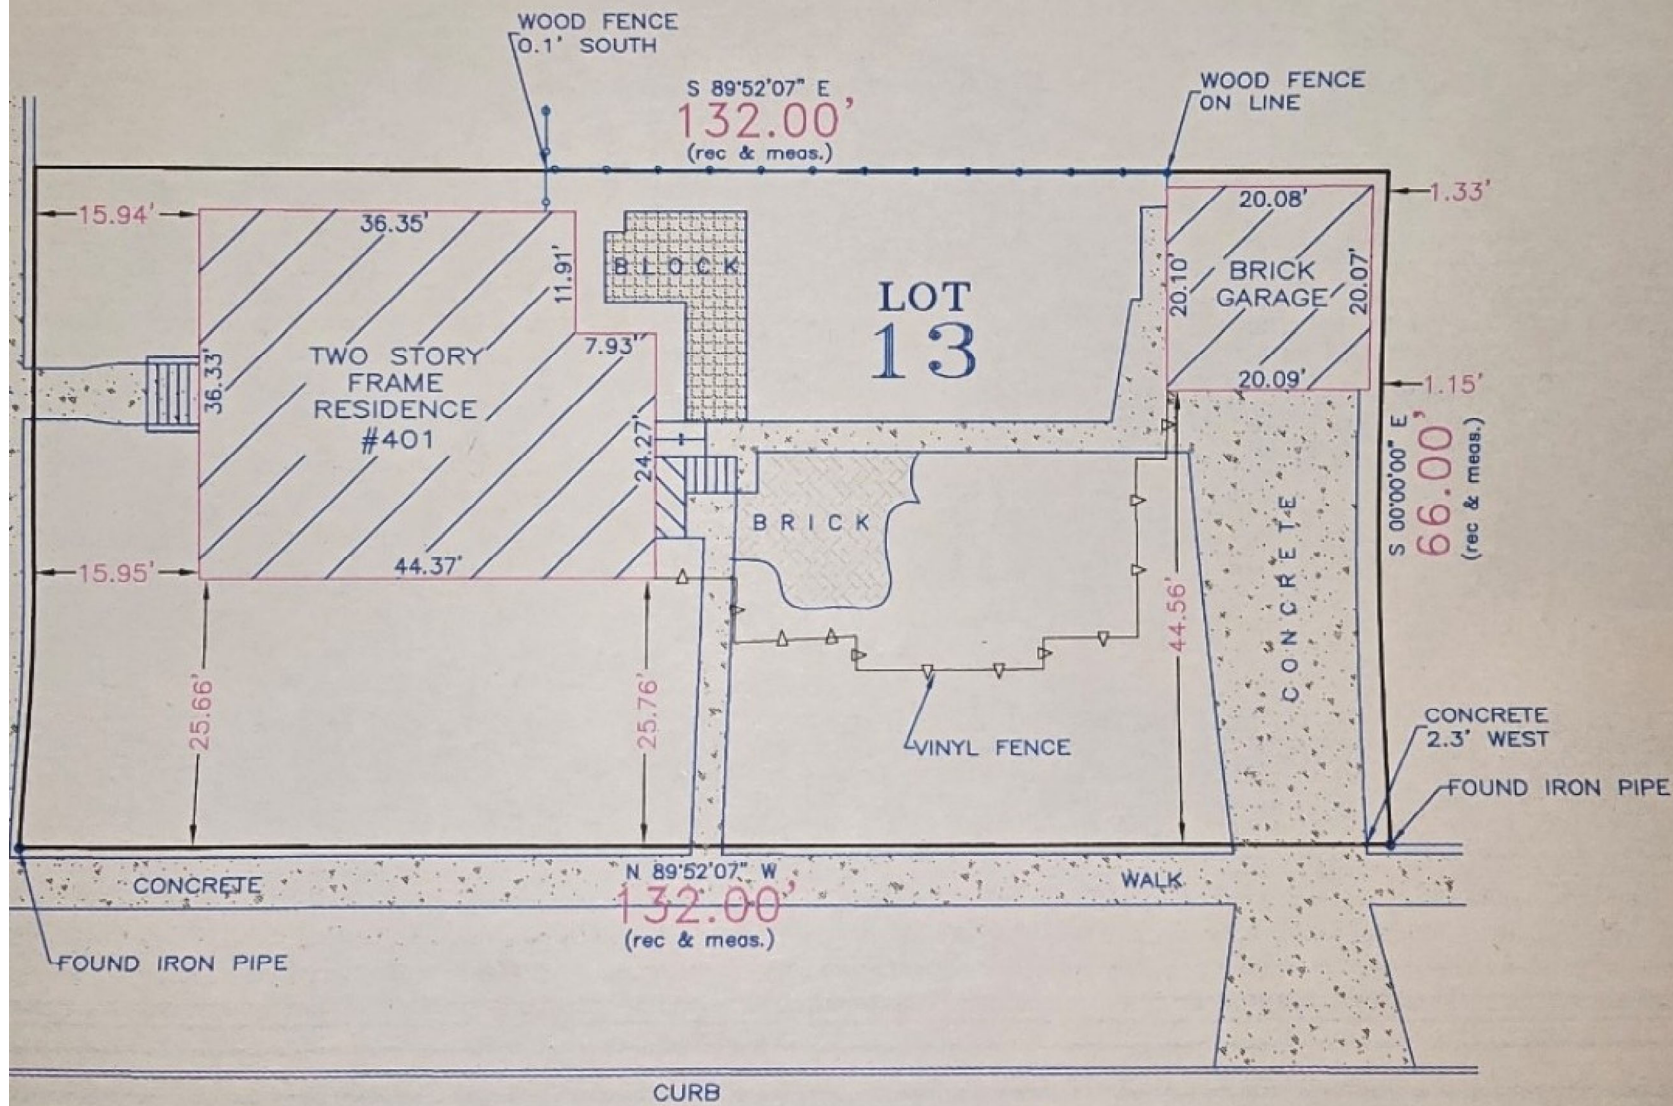 WOOD FENCE
0.1' SOUTH
S 89°52'07" E
132.00'
(rec & meas.)
WOOD FENCE
ON LINE
15.94'
36.35'
11.91'
BLOCK
LOT
13
20.08'
20.10'
BRICK
GARAGE
20.07'
20.09'
1.33'
1.15'
TWO STORY
FRAME
RESIDENCE
#401
36.33'
7.93'
24.27'
44.37'
15.95'
BRICK
CONCRETE
S 00°00'00" E
66.00'
(rec & meas.)
25.66'
25.76'
44.56'
VINYL FENCE
CONCRETE
2.3' WEST
FOUND IRON PIPE
CONCRETE
N 89°52'07" W
132.00'
(rec & meas.)
WALK
FOUND IRON PIPE
CURB